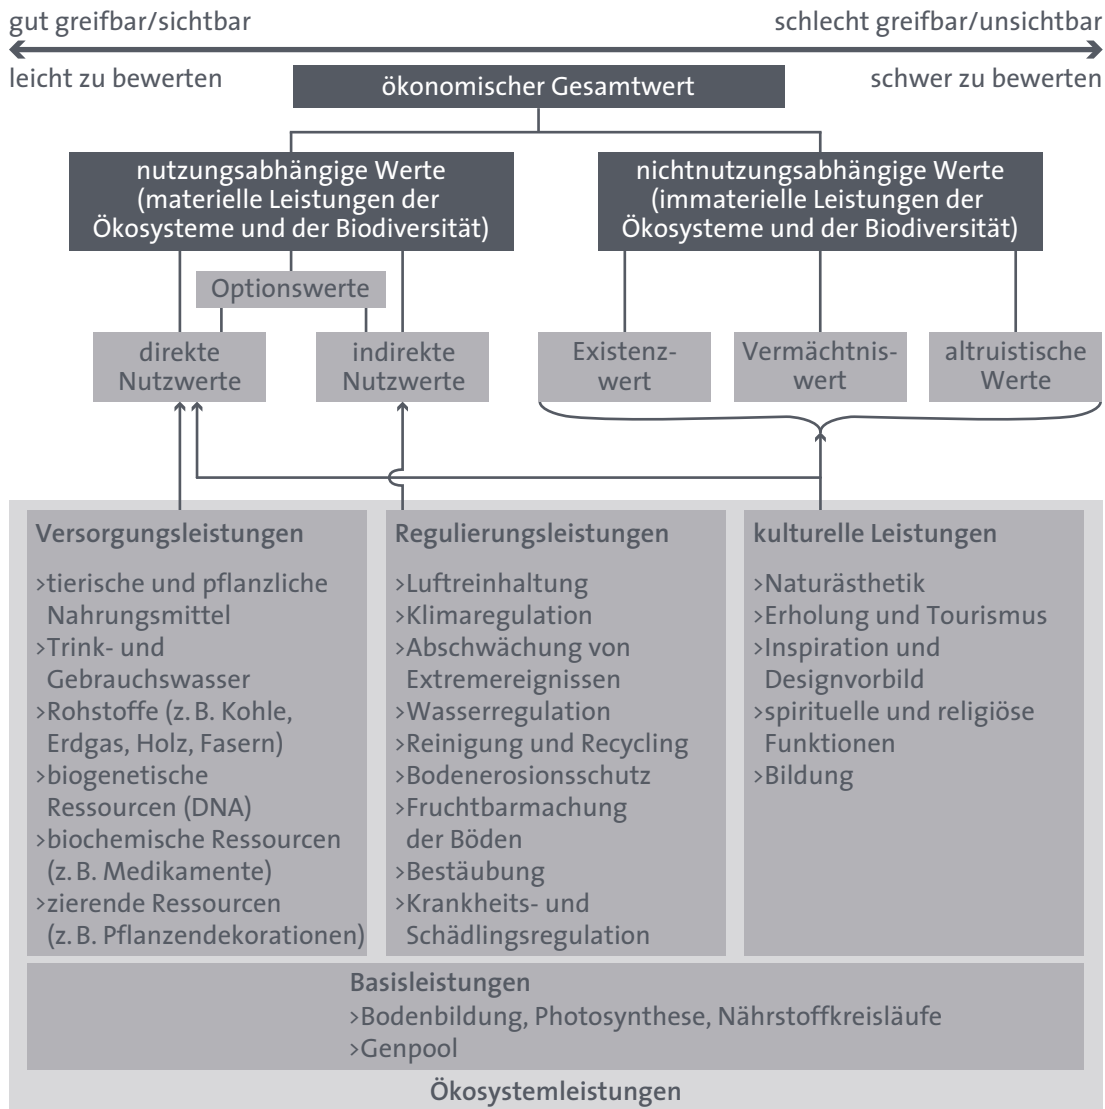 gut greifbar/sichtbar
schlecht greifbar/unsichtbar
leicht zu bewerten
schwer zu bewerten
ökonomischer Gesamtwert
nutzungsabhängige Werte
(materielle Leistungen der
Ökosysteme und der Biodiversität)
nichtnutzungsabhängige Werte
(immaterielle Leistungen der
Ökosysteme und der Biodiversität)
Optionswerte
direkte
Nutzwerte
indirekte
Nutzwerte
Existenz-
wert
Vermächtnis-
wert
altruistische
Werte
Versorgungsleistungen
>tierische und pflanzliche
Nahrungsmittel
>Trink- und
Gebrauchswasser
>Rohstoffe (z. B. Kohle,
Erdgas, Holz, Fasern)
>biogenetische
Ressourcen (DNA)
>biochemische Ressourcen
(z. B. Medikamente)
>zierende Ressourcen
(z. B. Pflanzendekorationen)
Regulierungsleistungen
>Luftreinhaltung
>Klimaregulation
>Abschwächung von
Extremereignissen
>Wasserregulation
>Reinigung und Recycling
>Bodenerosionsschutz
>Fruchtbarmachung
der Böden
>Bestäubung
>Krankheits- und
Schädlingsregulation
kulturelle Leistungen
>Naturästhetik
>Erholung und Tourismus
>Inspiration und
Designvorbild
>spirituelle und religiöse
Funktionen
>Bildung
Basisleistungen
>Bodenbildung, Photosynthese, Nährstoffkreisläufe
>Genpool
Ökosystemleistungen